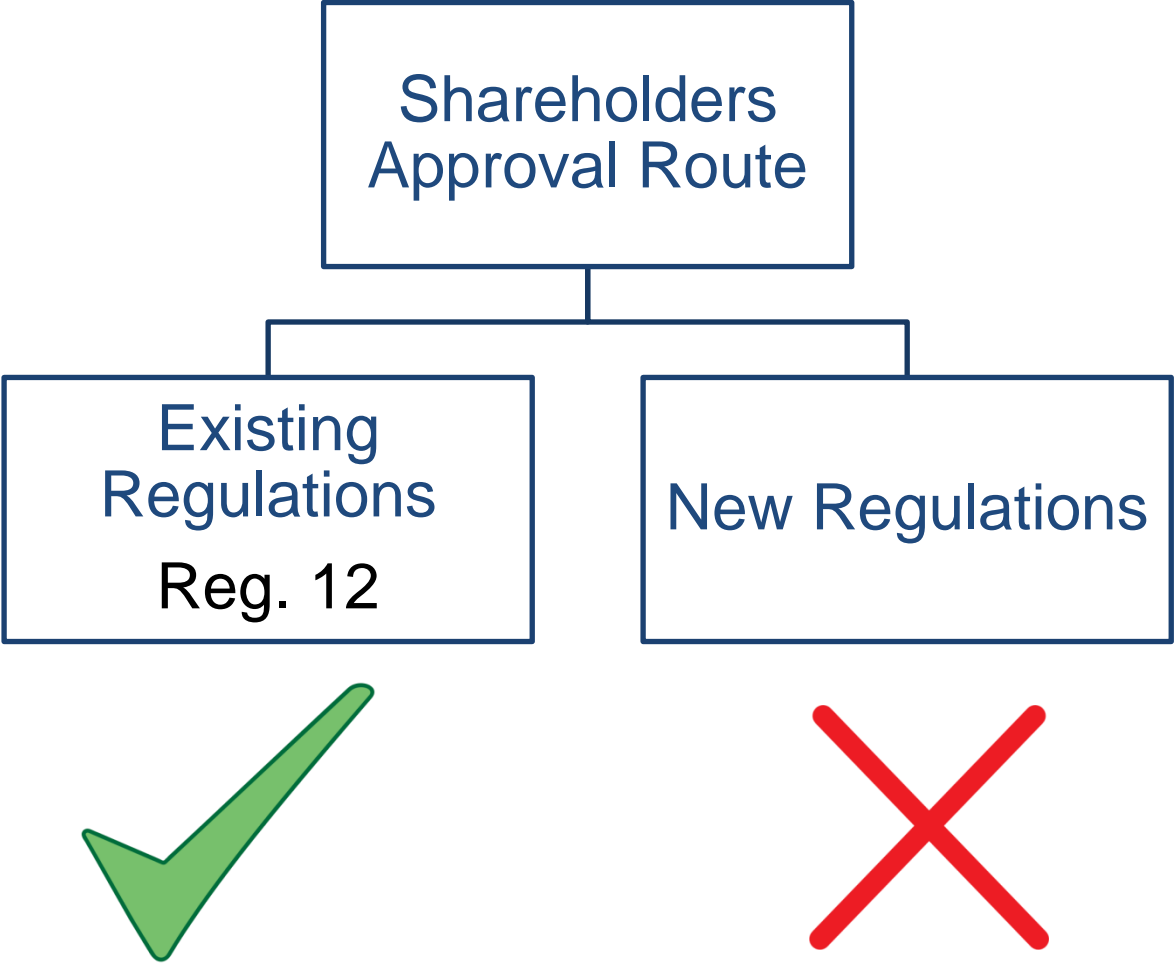 Shareholders
Approval Route
Existing
Regulations
Reg. 12
New Regulations